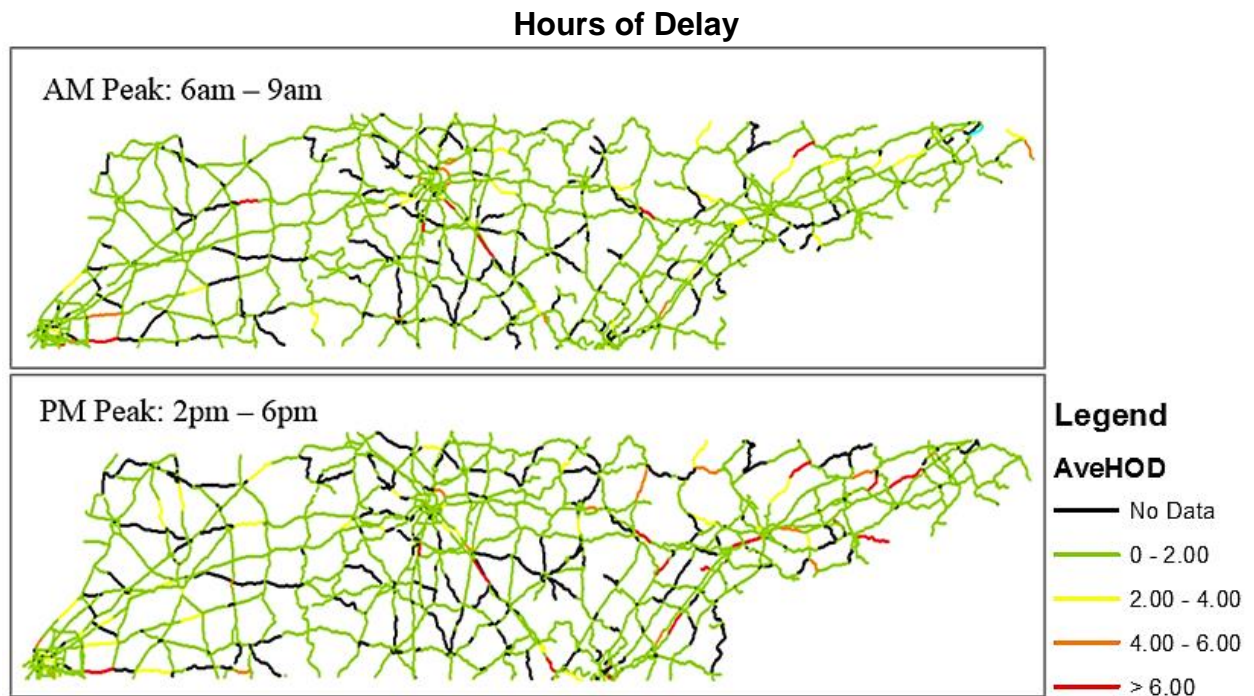 Hours of Delay
AM Peak: 6am – 9am
PM Peak: 2pm – 6pm
Legend
AveHOD
No Data
0 - 2.00
2.00 - 4.00
4.00 - 6.00
> 6.00